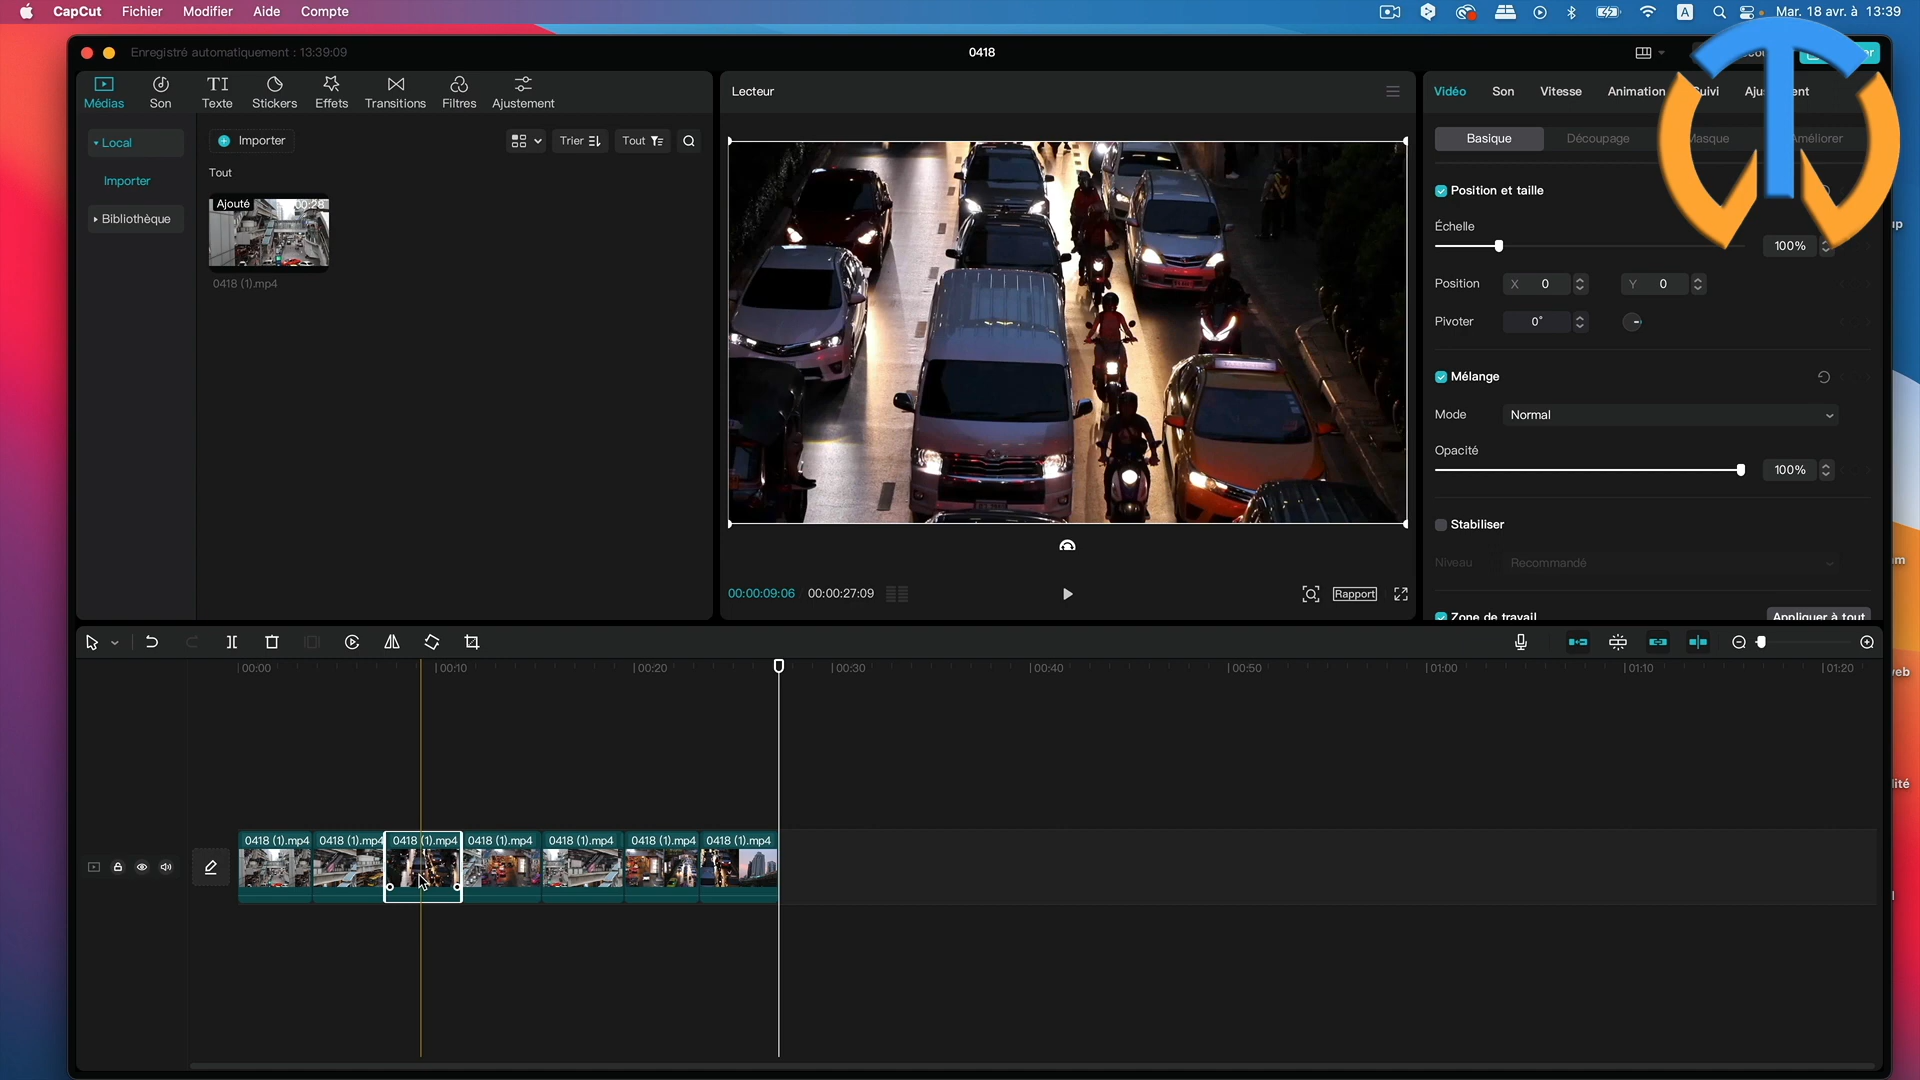 CapCut Fichier Modifier Aide Compte
A Mar. 18 avr. à 13:39
Enregistré automatiquement : 13:39:09
0418
Médias Son Texte Stickers Effets Transitions Filtres Ajustement
Local
Importer
Bibliothèque
Importer
Trier
Tout
Tout
Ajouté 00:28
0418 (1).mp4
Lecteur
00:00:09:06 00:00:27:09
Rapport
Vidéo Son Vitesse Animation Suivi
Basique Découpage Masque Améliorer
Position et taille
Échelle
100%
Position X 0 Y 0
Pivoter 0°
Mélange
Mode Normal
Opacité
100%
Stabiliser
Niveau Recommandé
Zone de travail Appliquer à tout
00:00 00:10 00:20 00:30 00:40 00:50 01:00 01:10 01:20
0418 (1).mp4 0418 (1).mp4 0418 (1).mp4 0418 (1).mp4 0418 (1).mp4 0418 (1).mp4 0418 (1).mp4